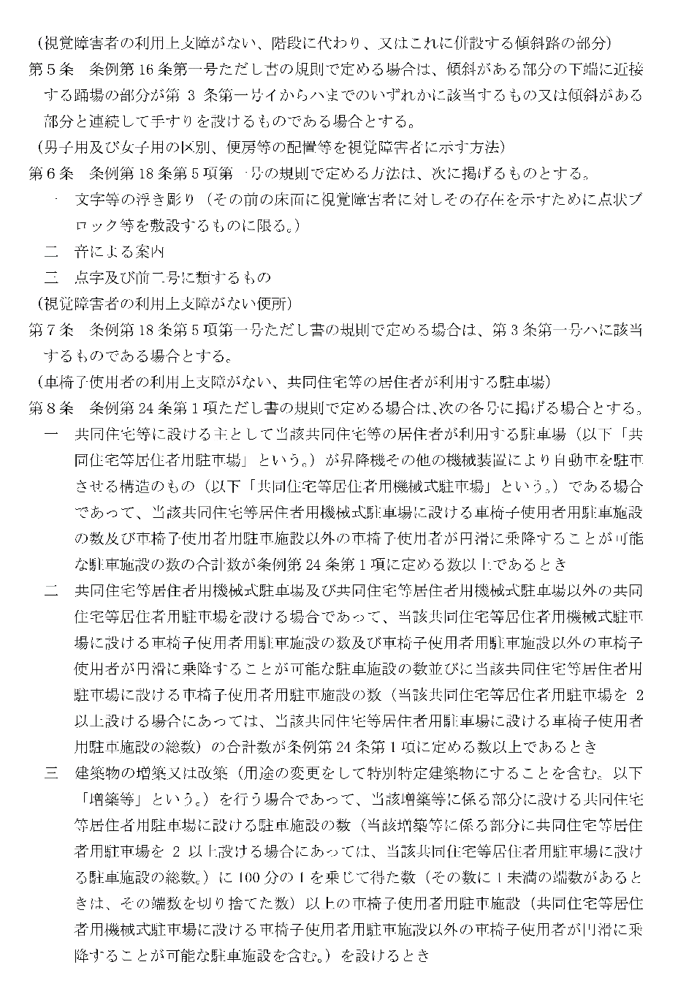 （視覚障害者の利用上支障がない、階段に代わり、又はこれに併設する傾斜路の部分）
第５条　条例第 16 条第一号ただし書の規則で定める場合は、傾斜がある部分の下端に近接
する踊場の部分が第 3 条第一号イからハまでのいずれかに該当するもの又は傾斜がある
部分と連続して手すりを設けるものである場合とする。
（男子用及び女子用の区別、便房等の配置等を視覚障害者に示す方法）
第６条　条例第 18 条第５項第一号の規則で定める方法は、次に掲げるものとする。
一　文字等の浮き彫り（その前の床面に視覚障害者に対しその存在を示すために点状ブ
ロック等を敷設するものに限る。）
二　音による案内
三　点字及び前二号に類するもの
（視覚障害者の利用上支障がない便所）
第７条　条例第 18 条第５項第一号ただし書の規則で定める場合は、第３条第一号ハに該当
するものである場合とする。
（車椅子使用者の利用上支障がない、共同住宅等の居住者が利用する駐車場）
第８条　条例第 24 条第１項ただし書の規則で定める場合は、次の各号に掲げる場合とする。
一　共同住宅等に設ける主として当該共同住宅等の居住者が利用する駐車場（以下「共
同住宅等居住者用駐車場」という。）が昇降機その他の機械装置により自動車を駐車
させる構造のもの（以下「共同住宅等居住者用機械式駐車場」という。）である場合
であって、当該共同住宅等居住者用機械式駐車場に設ける車椅子使用者用駐車施設
の数及び車椅子使用者用駐車施設以外の車椅子使用者が円滑に乗降することが可能
な駐車施設の数の合計数が条例第 24 条第１項に定める数以上であるとき
二　共同住宅等居住者用機械式駐車場及び共同住宅等居住者用機械式駐車場以外の共同
住宅等居住者用駐車場を設ける場合であって、当該共同住宅等居住者用機械式駐車
場に設ける車椅子使用者用駐車施設の数及び車椅子使用者用駐車施設以外の車椅子
使用者が円滑に乗降することが可能な駐車施設の数並びに当該共同住宅等居住者用
駐車場に設ける車椅子使用者用駐車施設の数（当該共同住宅等居住者用駐車場を 2
以上設ける場合にあっては、当該共同住宅等居住者用駐車場に設ける車椅子使用者
用駐車施設の総数）の合計数が条例第 24 条第１項に定める数以上であるとき
三　建築物の増築又は改築（用途の変更をして特別特定建築物にすることを含む。以下
「増築等」という。）を行う場合であって、当該増築等に係る部分に設ける共同住宅
等居住者用駐車場に設ける駐車施設の数（当該増築等に係る部分に共同住宅等居住
者用駐車場を 2 以上設ける場合にあっては、当該共同住宅等居住者用駐車場に設け
る駐車施設の総数。）に 100 分の１を乗じて得た数（その数に１未満の端数があると
きは、その端数を切り捨てた数）以上の車椅子使用者用駐車施設（共同住宅等居住
者用機械式駐車場に設ける車椅子使用者用駐車施設以外の車椅子使用者が円滑に乗
降することが可能な駐車施設を含む。）を設けるとき